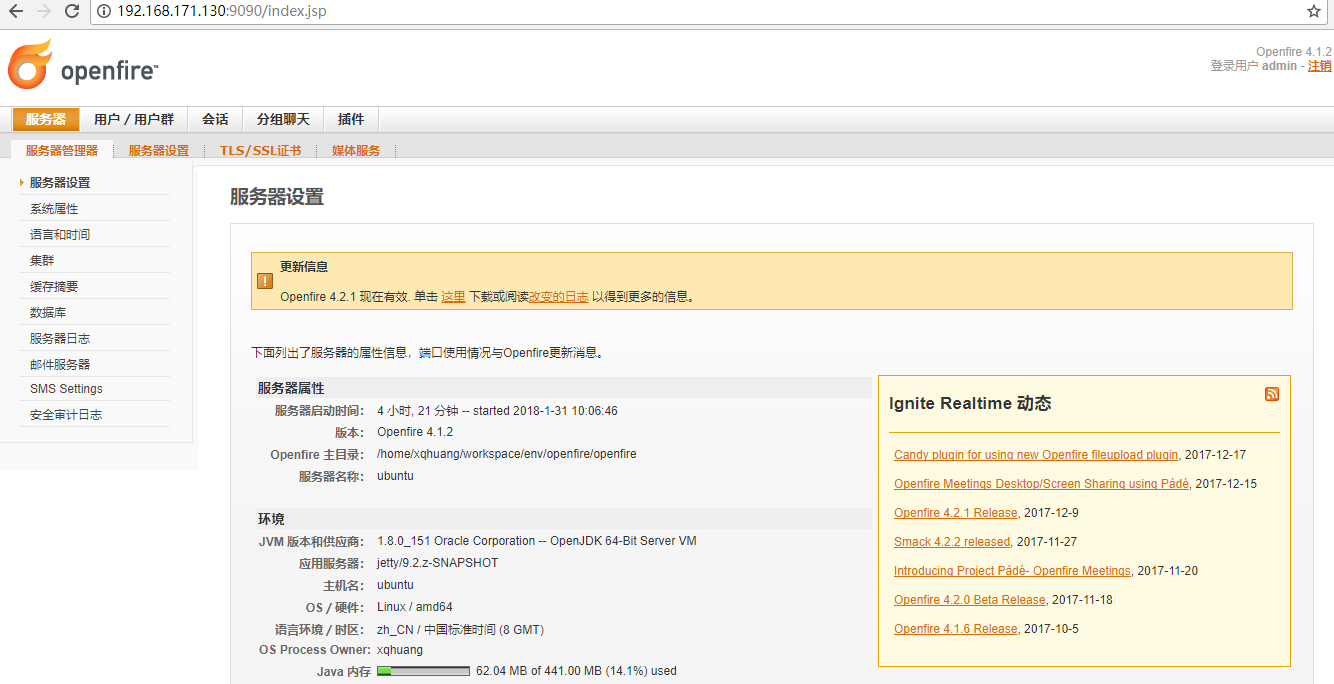 192.168.171.130:9090/index.jsp
openfire™
Openfire 4.1.2
登录用户 admin - 注销
服务器 用户 / 用户群 会话 分组聊天 插件
服务器管理器 服务器设置 TLS/SSL证书 媒体服务
服务器设置
系统属性
语言和时间
集群
缓存摘要
数据库
服务器日志
邮件服务器
SMS Settings
安全审计日志
服务器设置
更新信息
Openfire 4.2.1 现在有效. 单击 这里 下载或阅读改变的日志 以得到更多的信息。
下面列出了服务器的属性信息，端口使用情况与Openfire更新消息。
服务器属性
服务器启动时间： 4 小时, 21 分钟 -- started 2018-1-31 10:06:46
版本： Openfire 4.1.2
Openfire 主目录： /home/xqhuang/workspace/env/openfire/openfire
服务器名称： ubuntu
环境
JVM 版本和供应商： 1.8.0_151 Oracle Corporation -- OpenJDK 64-Bit Server VM
应用服务器： jetty/9.2.z-SNAPSHOT
主机名： ubuntu
OS / 硬件： Linux / amd64
语言环境 / 时区： zh_CN / 中国标准时间 (8 GMT)
OS Process Owner: xqhuang
Java 内存 62.04 MB of 441.00 MB (14.1%) used
Ignite Realtime 动态
Candy plugin for using new Openfire fileupload plugin, 2017-12-17
Openfire Meetings Desktop/Screen Sharing using Pàdé, 2017-12-15
Openfire 4.2.1 Release, 2017-12-9
Smack 4.2.2 released, 2017-11-27
Introducing Project Pàdé- Openfire Meetings, 2017-11-20
Openfire 4.2.0 Beta Release, 2017-11-18
Openfire 4.1.6 Release, 2017-10-5